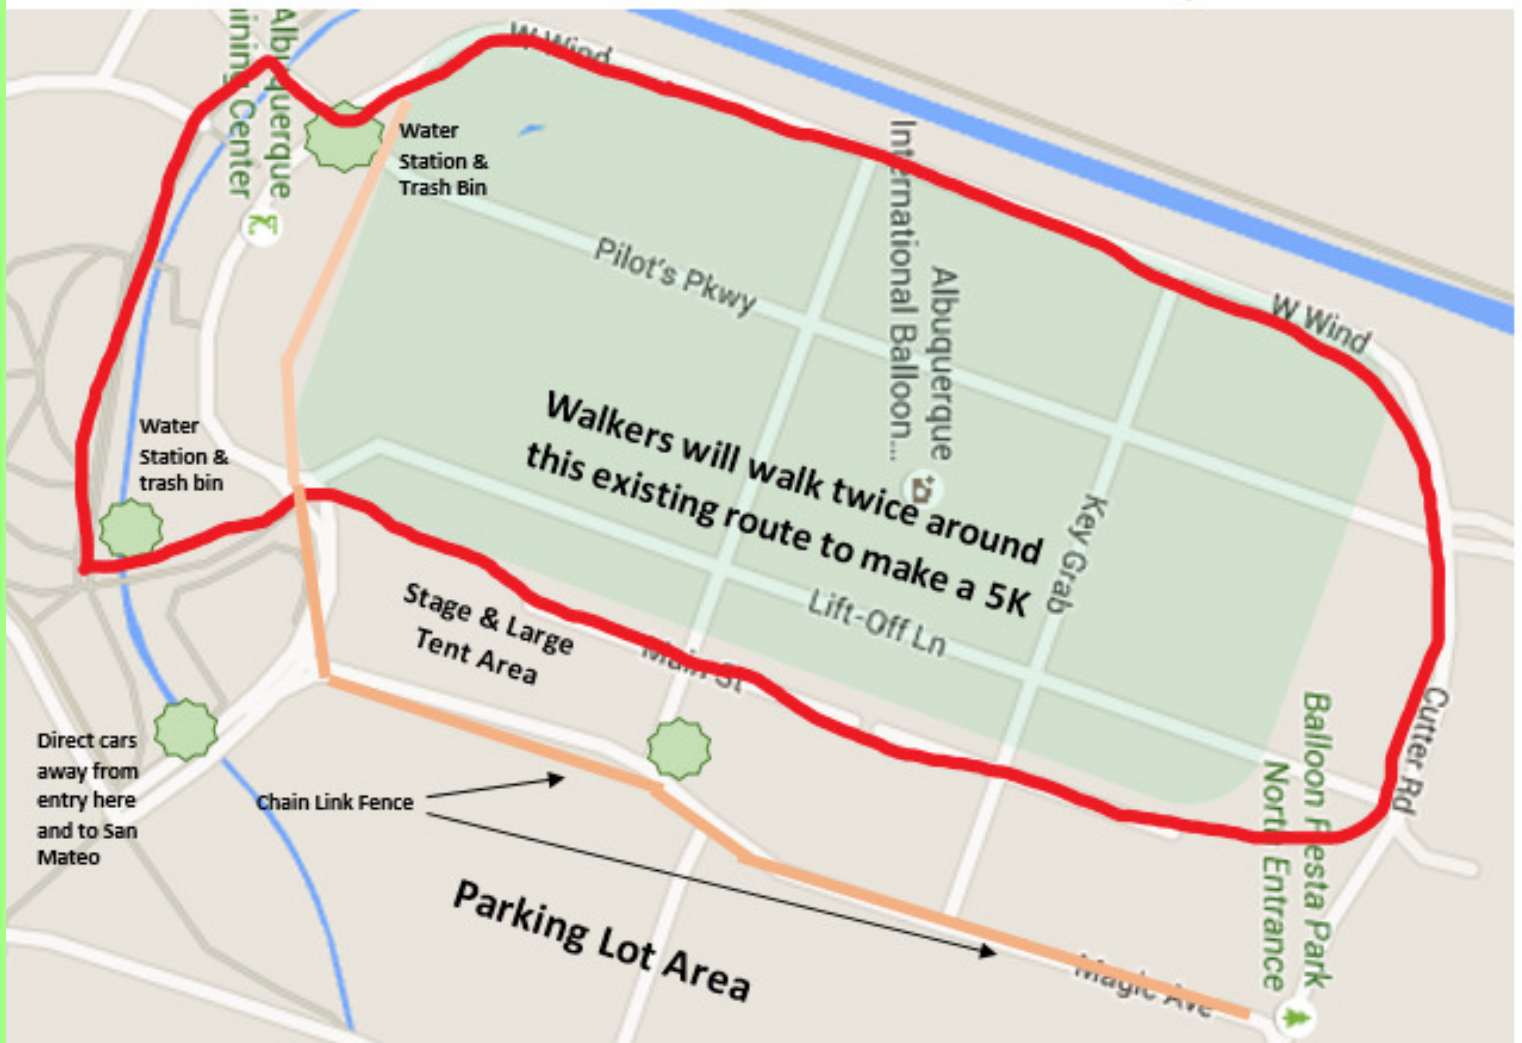 W Wind
Albuquerque
ining Center
Water
Station &
Trash Bin
International Balloon...
Albuquerque
Pilot's Pkwy
W Wind
Water
Station &
trash bin
Walkers will walk twice around
this existing route to make a 5K
Key Grab
Stage & Large
Tent Area
Lift-Off Ln
Main St
Cutter Rd
Balloon Fiesta Park
North Entrance
Direct cars
away from
entry here
and to San
Mateo
Chain Link Fence
Parking Lot Area
Magic Ave